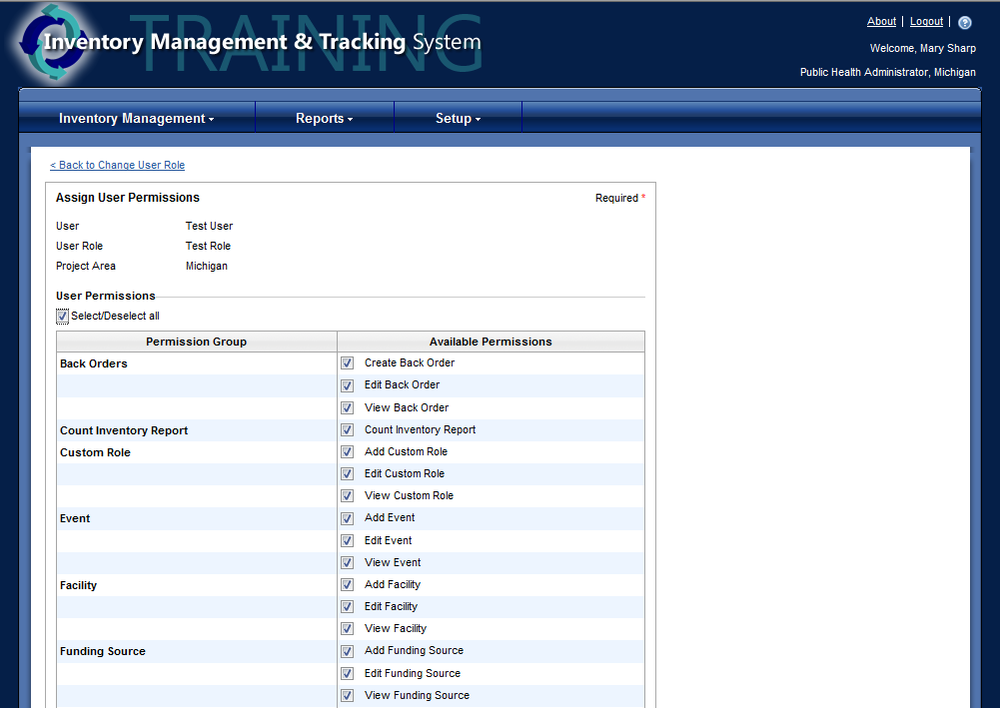 TRAINING
Inventory Management & Tracking System
About | Logout |
Welcome, Mary Sharp
Public Health Administrator, Michigan
Inventory Management Reports Setup
< Back to Change User Role
Assign User Permissions Required *
User Test User
User Role Test Role
Project Area Michigan
User Permissions
Select/Deselect all
Permission Group Available Permissions
Back Orders Create Back Order
Edit Back Order
View Back Order
Count Inventory Report Count Inventory Report
Custom Role Add Custom Role
Edit Custom Role
View Custom Role
Event Add Event
Edit Event
View Event
Facility Add Facility
Edit Facility
View Facility
Funding Source Add Funding Source
Edit Funding Source
View Funding Source